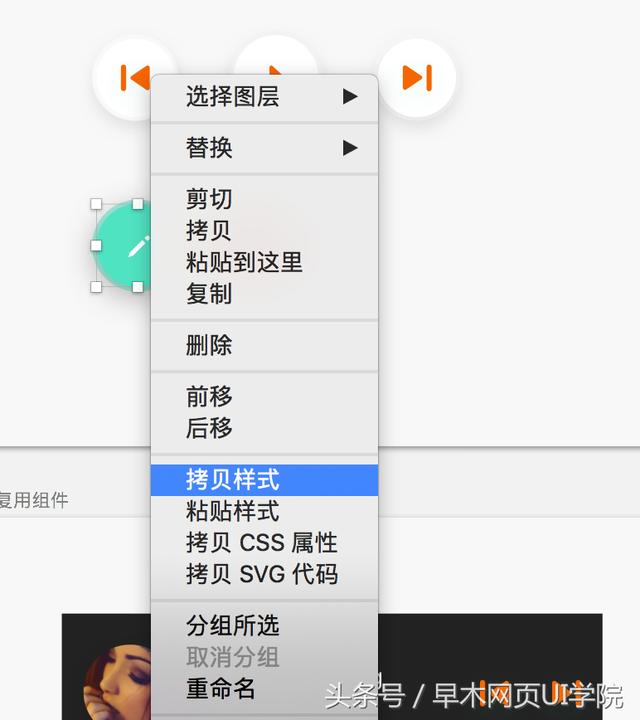 选择图层
替换
剪切
拷贝
粘贴到这里
复制
删除
前移
后移
拷贝样式
复用组件
粘贴样式
拷贝 CSS 属性
拷贝 SVG 代码
分组所选
取消分组
重命名
头条号 / 早木网页UI学院